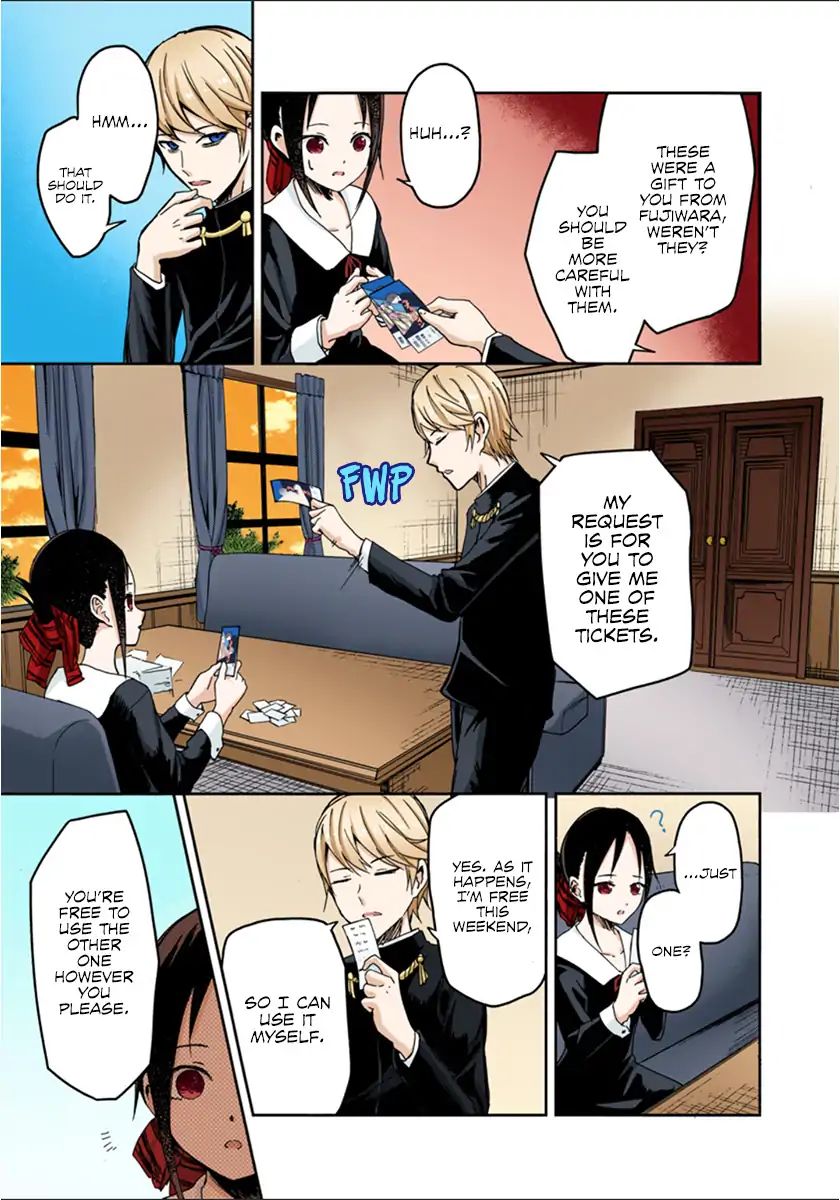 THESE
WERE A
GIFT TO
YOU FROM
FUJIWARA,
WEREN'T
THEY?
YOU
SHOULD
BE
MORE
CAREFUL
WITH
THEM.
HUH...?
HMM...
THAT
SHOULD
DO IT.
MY
REQUEST
IS FOR
YOU TO
GIVE ME
ONE OF
THESE
TICKETS.
FWP
?
...JUST
ONE?
YES. AS IT
HAPPENS,
I'M FREE
THIS
WEEKEND,
SO I CAN
USE IT
MYSELF.
YOU'RE
FREE TO
USE THE
OTHER
ONE
HOWEVER
YOU
PLEASE.